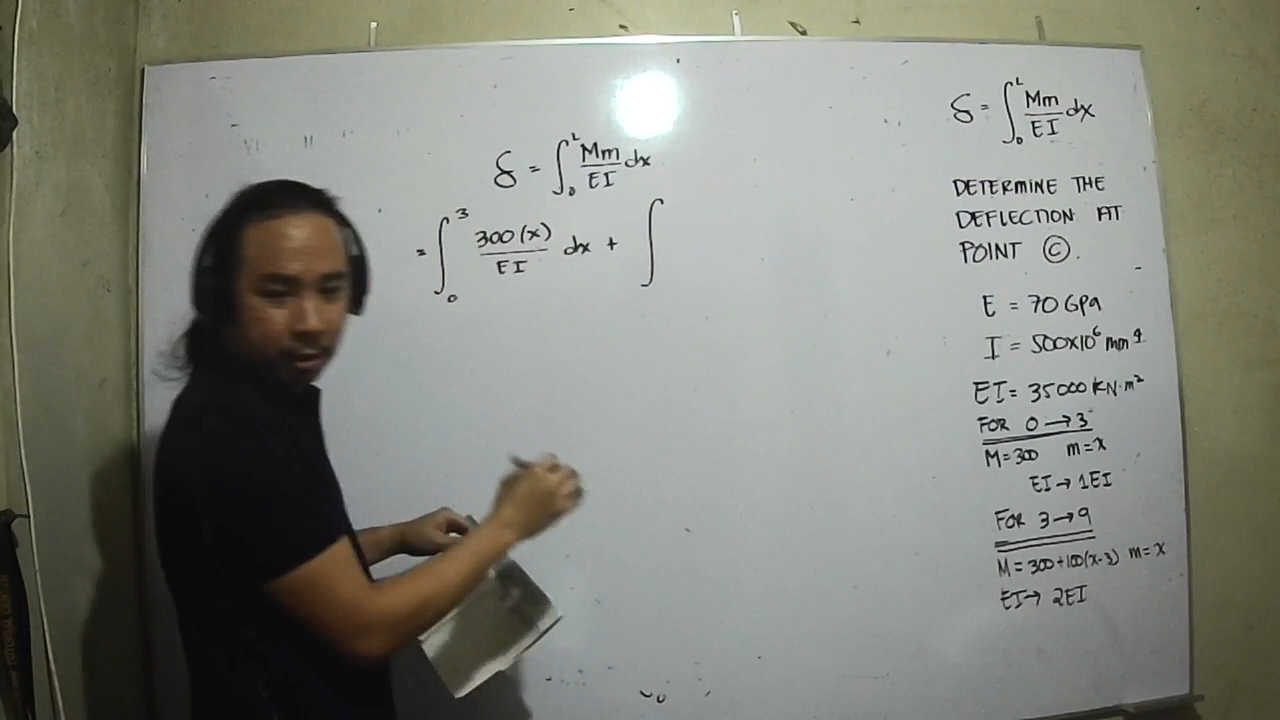 δ = ∫₀ᴸ Mm/EI dx
= ∫₀³ 300(x)/EI dx + ∫
δ = ∫₀ᴸ Mm/EI dx
DETERMINE THE
DEFLECTION AT
POINT Ⓒ.
E = 70 GPa
I = 500x10⁶ mm⁴
EI = 35000 kN·m²
FOR 0→3
M=300 m=x
EI→1EI
FOR 3→9
M=300+100(x-3) m=x
EI→ 2EI